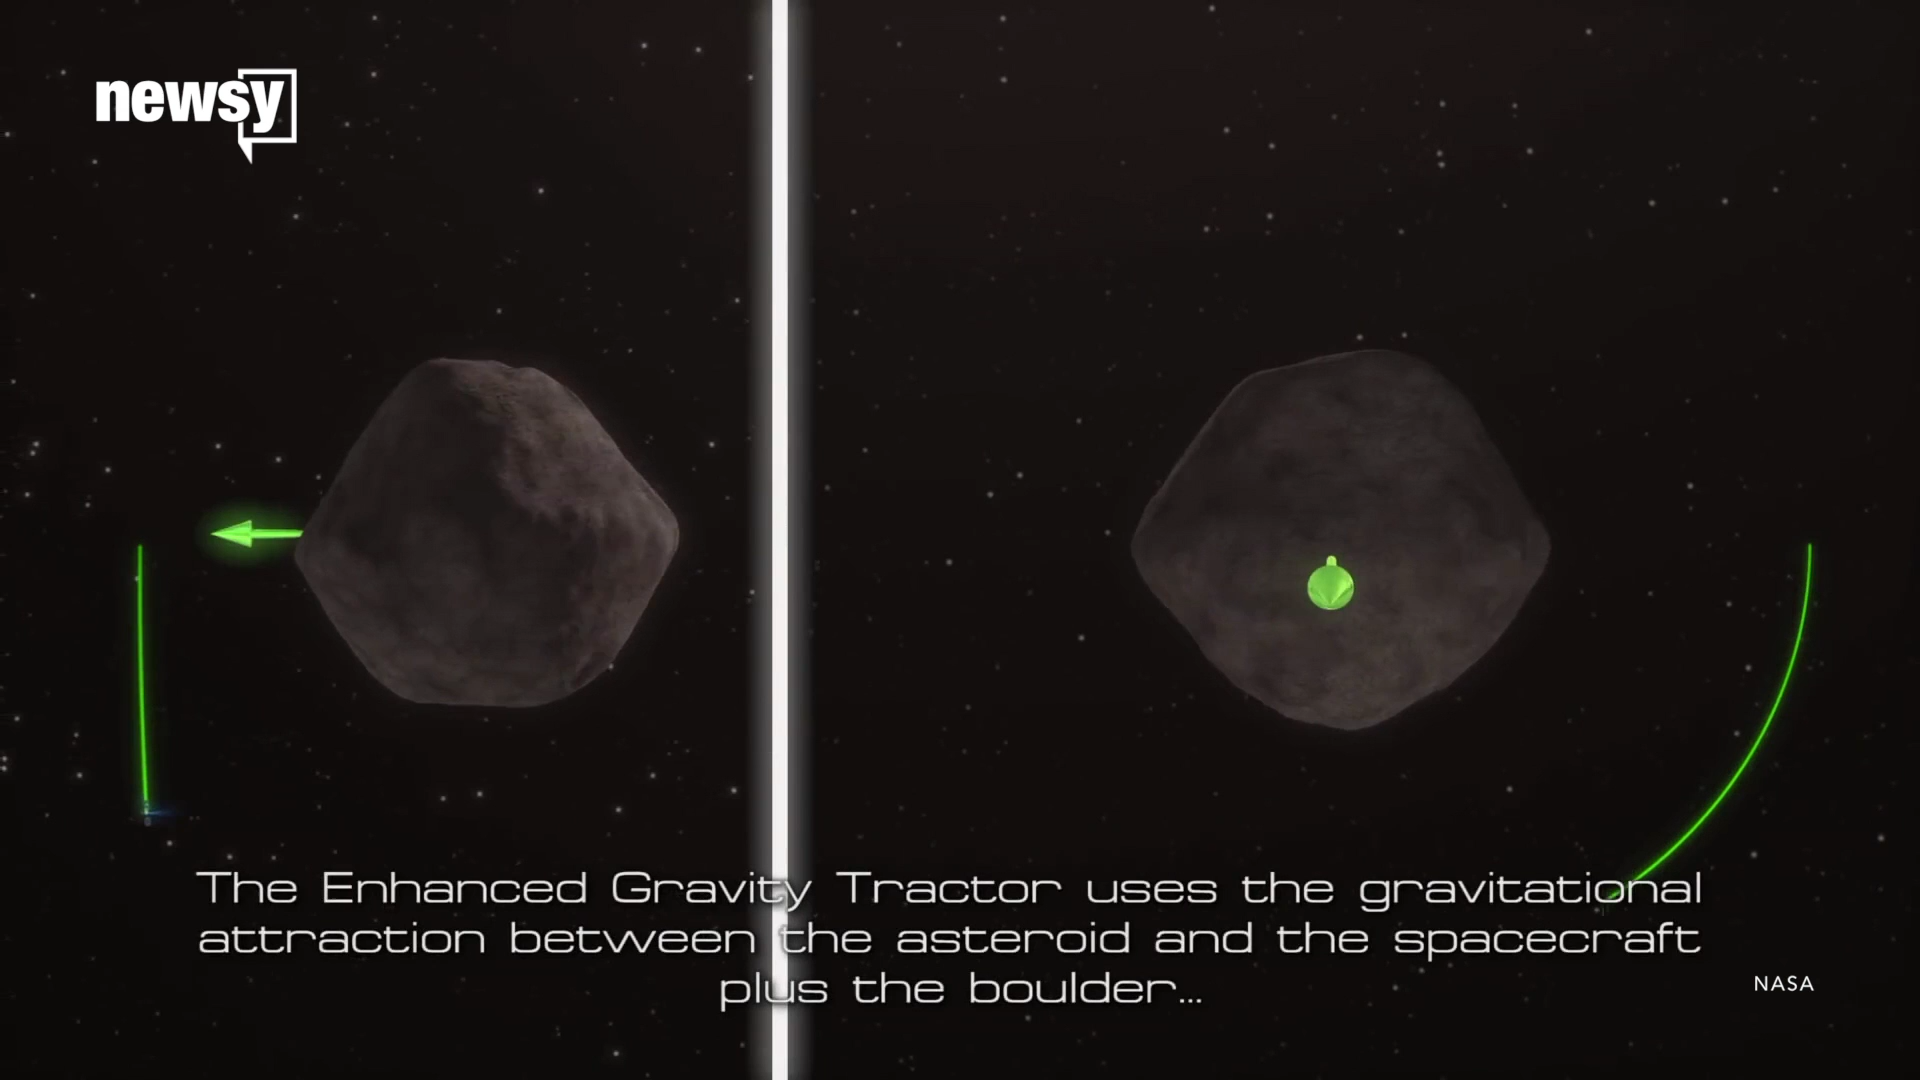 newsy
The Enhanced Gravity Tractor uses the gravitational
attraction between the asteroid and the spacecraft
plus the boulder...
NASA